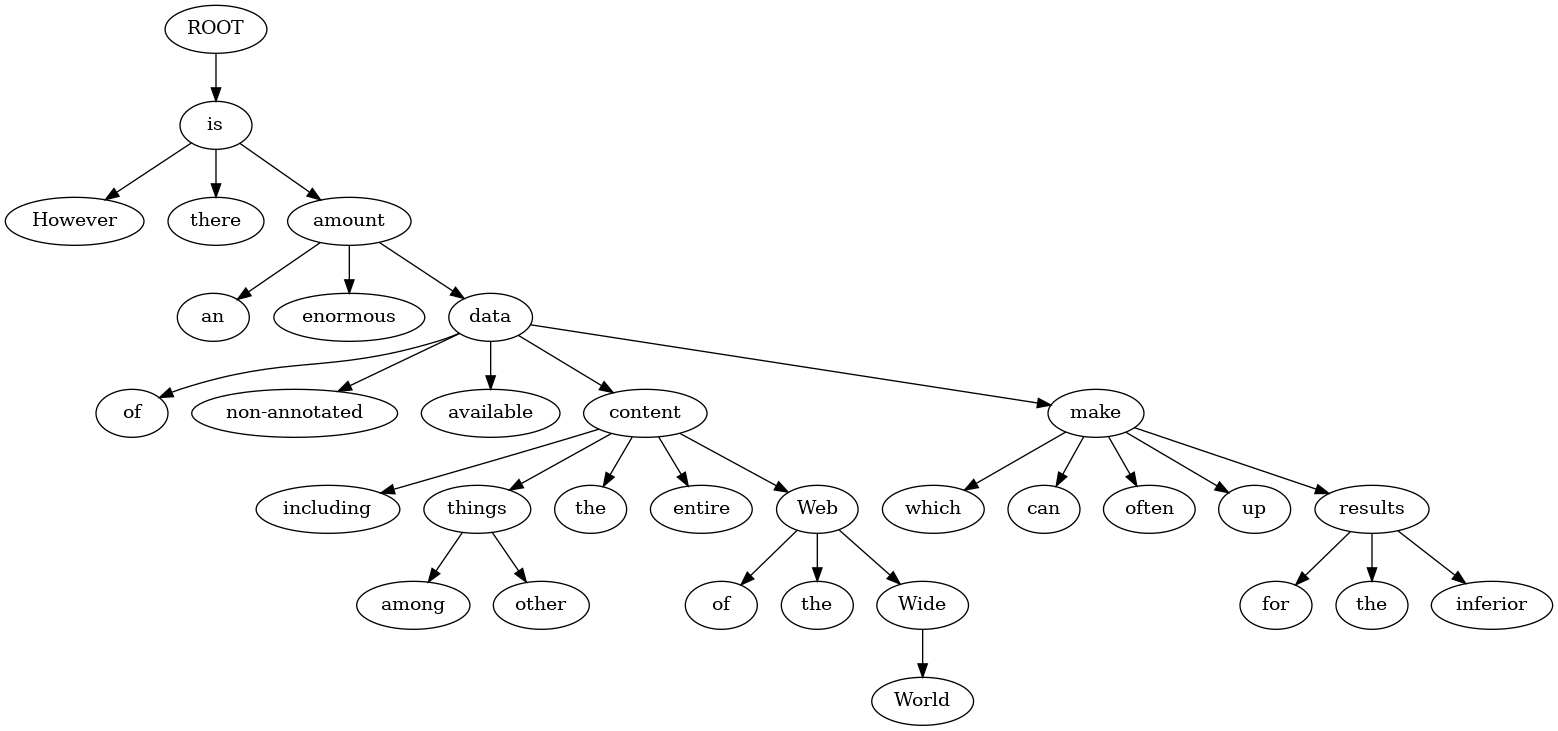 ROOT
is
However there amount
an enormous data
of non-annotated available content make
including things the entire Web which can often up results
among other of the Wide for the inferior
World